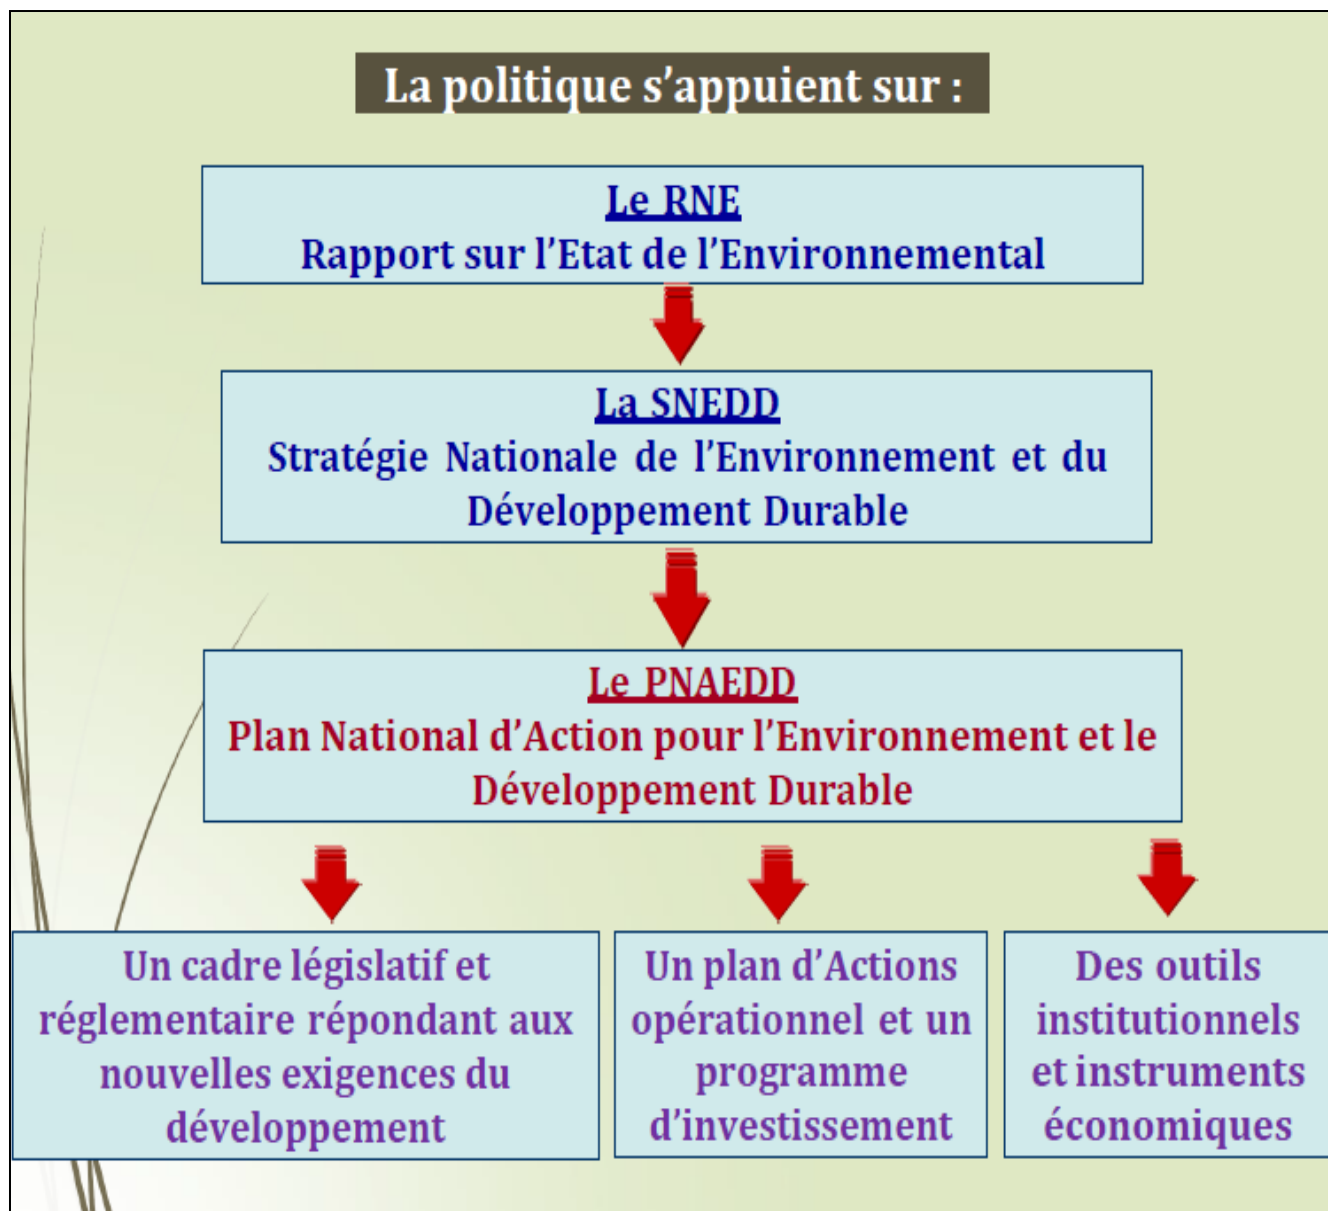 La politique s’appuient sur :
Le RNE
Rapport sur l’Etat de l’Environnemental
La SNEDD
Stratégie Nationale de l’Environnement et du
Développement Durable
Le PNAEDD
Plan National d’Action pour l’Environnement et le
Développement Durable
Un cadre législatif et
réglementaire répondant aux
nouvelles exigences du
développement
Un plan d’Actions
opérationnel et un
programme
d’investissement
Des outils
institutionnels
et instruments
économiques